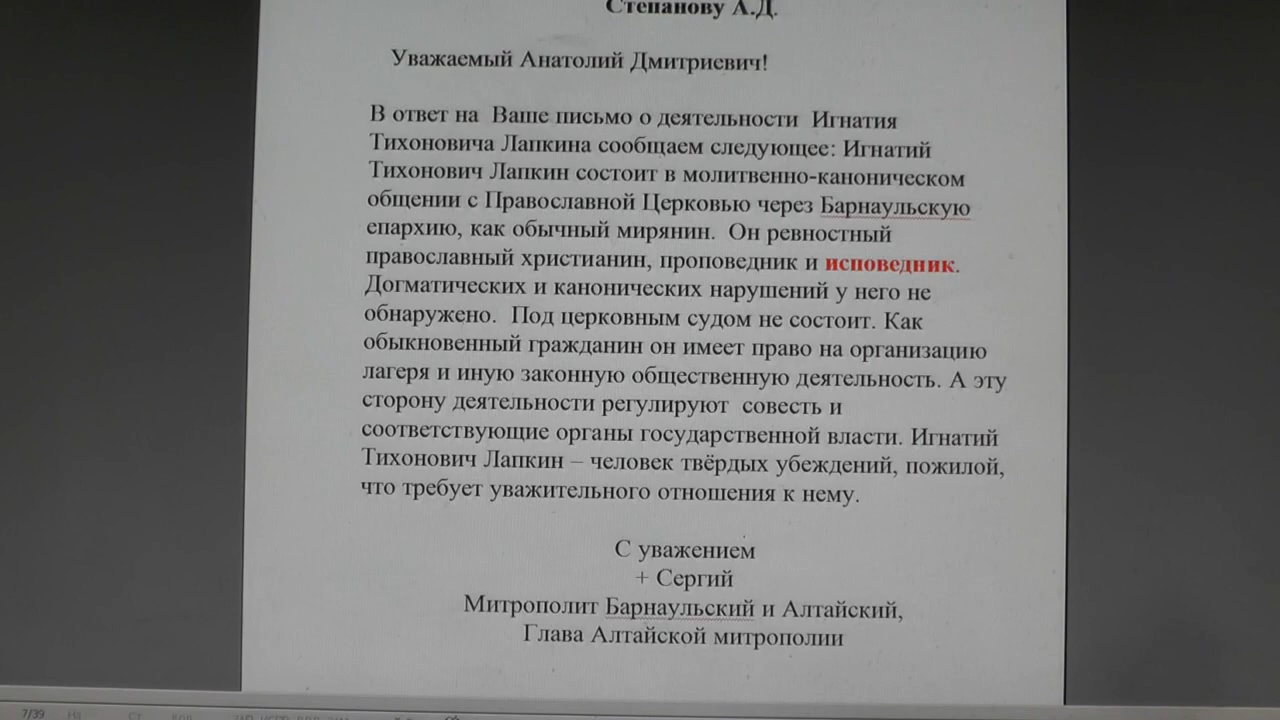 Степанову А.Д.
Уважаемый Анатолий Дмитриевич!
В ответ на Ваше письмо о деятельности Игнатия
Тихоновича Лапкина сообщаем следующее: Игнатий
Тихонович Лапкин состоит в молитвенно-каноническом
общении с Православной Церковью через Барнаульскую
епархию, как обычный мирянин. Он ревностный
православный христианин, проповедник и исповедник.
Догматических и канонических нарушений у него не
обнаружено. Под церковным судом не состоит. Как
обыкновенный гражданин он имеет право на организацию
лагеря и иную законную общественную деятельность. А эту
сторону деятельности регулируют совесть и
соответствующие органы государственной власти. Игнатий
Тихонович Лапкин – человек твёрдых убеждений, пожилой,
что требует уважительного отношения к нему.
С уважением
+ Сергий
Митрополит Барнаульский и Алтайский,
Глава Алтайской митрополии
7/39